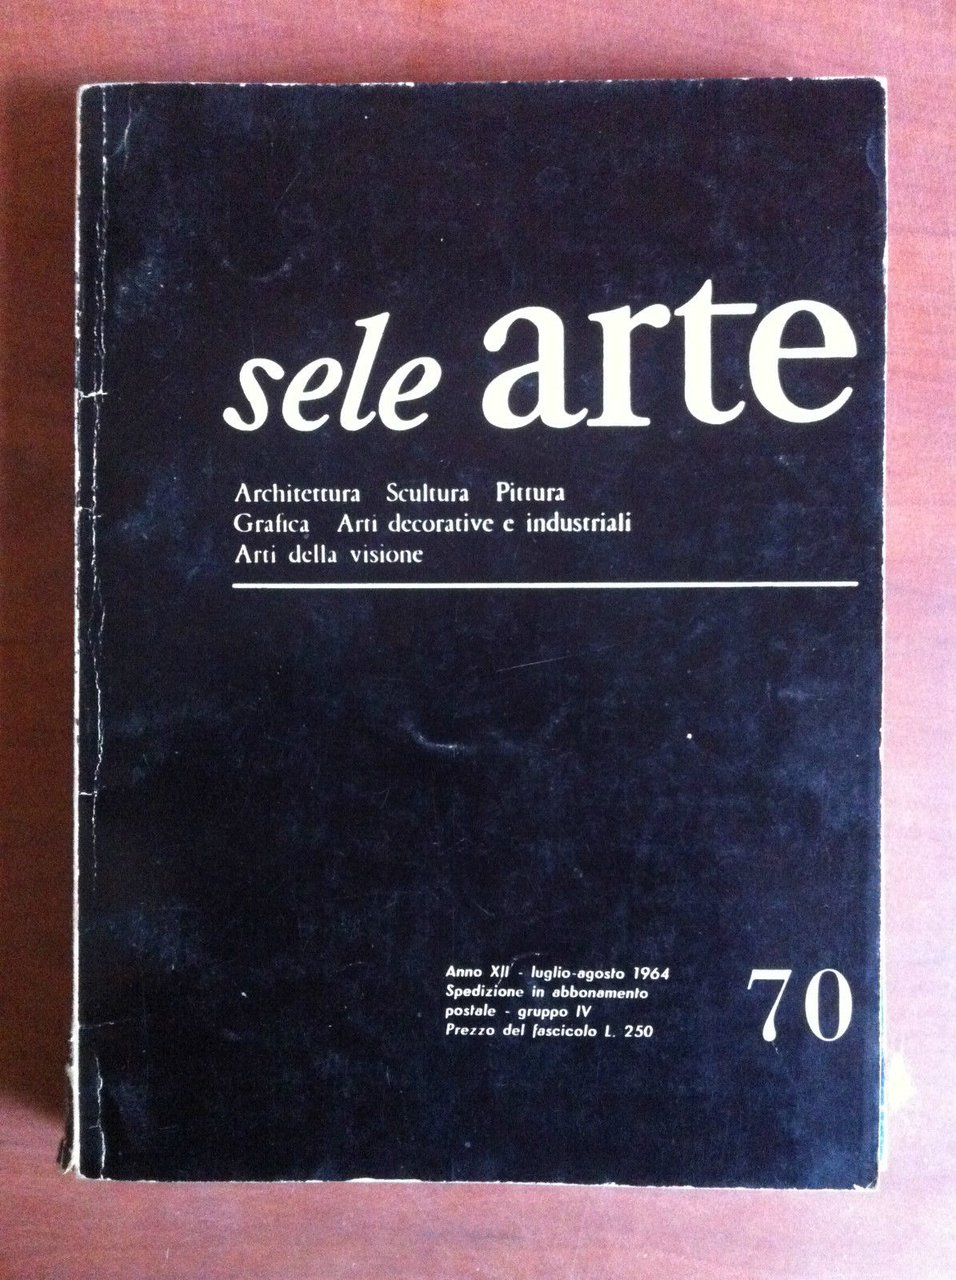 sele arte
Architettura Scultura Pittura
Grafica Arti decorative e industriali
Arti della visione
Anno XII - luglio-agosto 1964
Spedizione in abbonamento
postale - gruppo IV
Prezzo del fascicolo L. 250
70